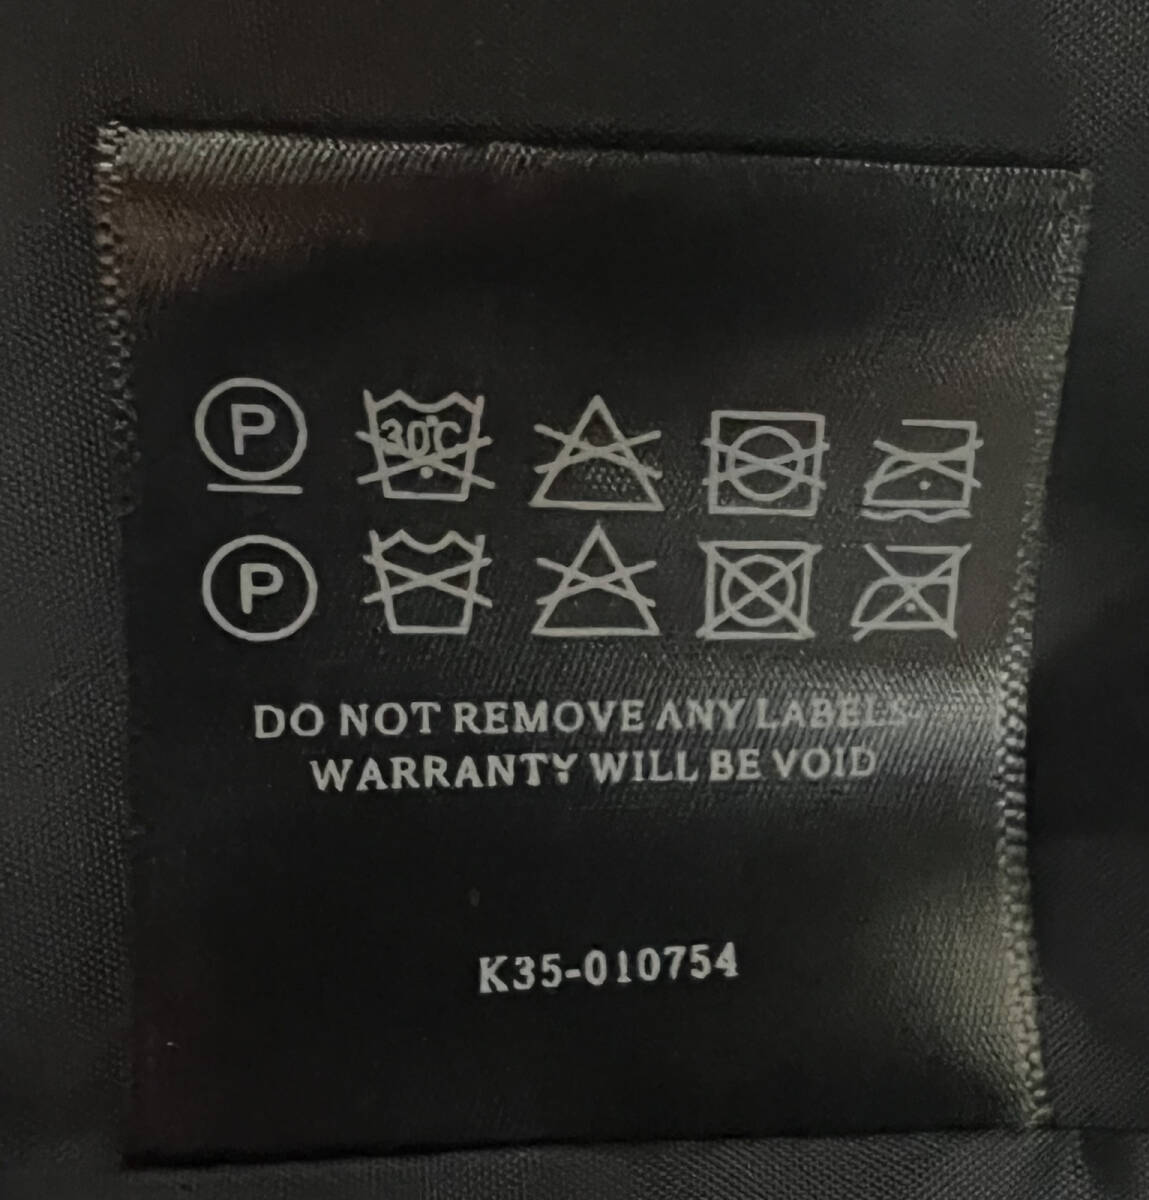 P 30°C
P
DO NOT REMOVE ANY LABELS
WARRANTY WILL BE VOID
K35-010754